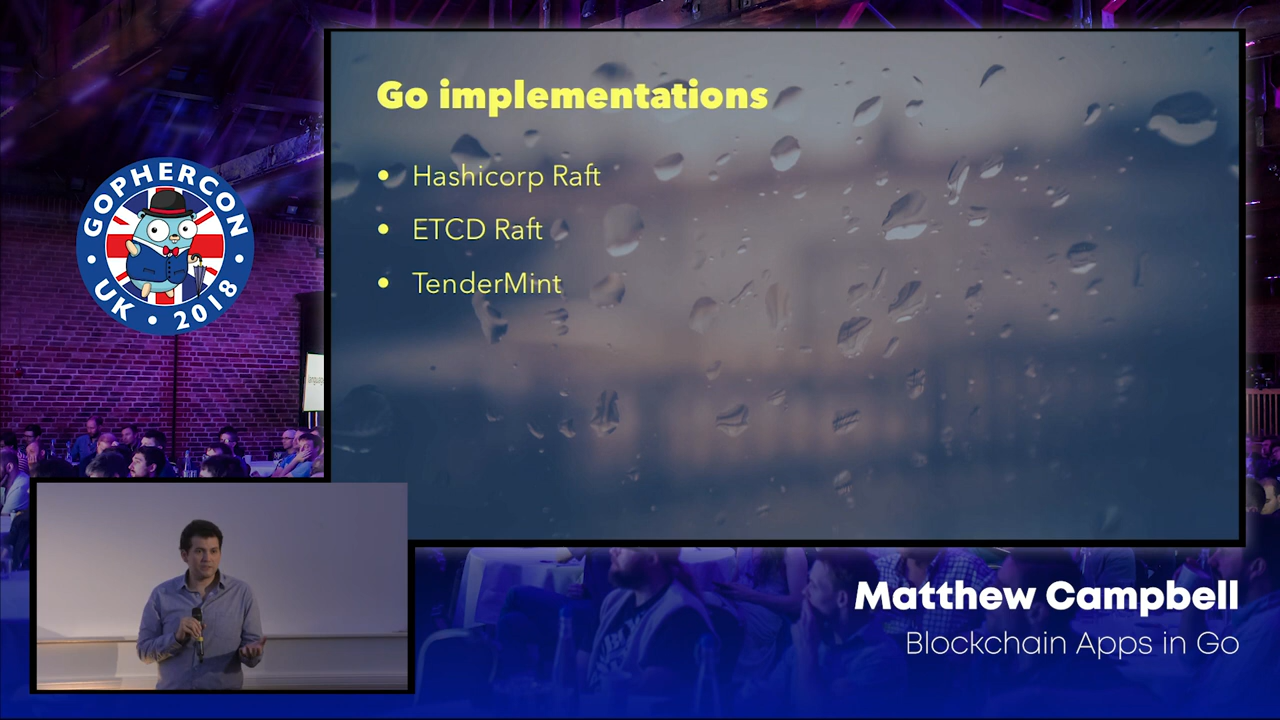 GOPHERCON
UK • 2018
Go implementations
• Hashicorp Raft
• ETCD Raft
• TenderMint
Matthew Campbell
Blockchain Apps in Go